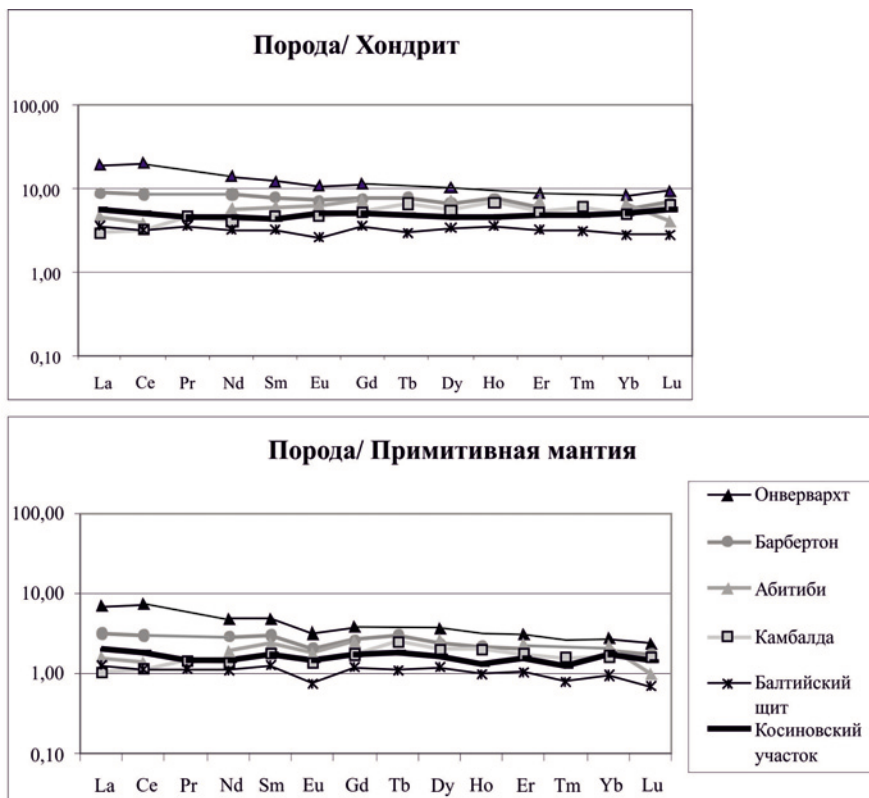 Порода/ Хондрит
100,00
10,00
1,00
0,10
La Ce Pr Nd Sm Eu Gd Tb Dy Ho Er Tm Yb Lu
Порода/ Примитивная мантия
100,00
10,00
1,00
0,10
La Ce Pr Nd Sm Eu Gd Tb Dy Ho Er Tm Yb Lu
Онвервархт
Барбертон
Абитиби
Камбалда
Балтийский
щит
Косиновский
участок